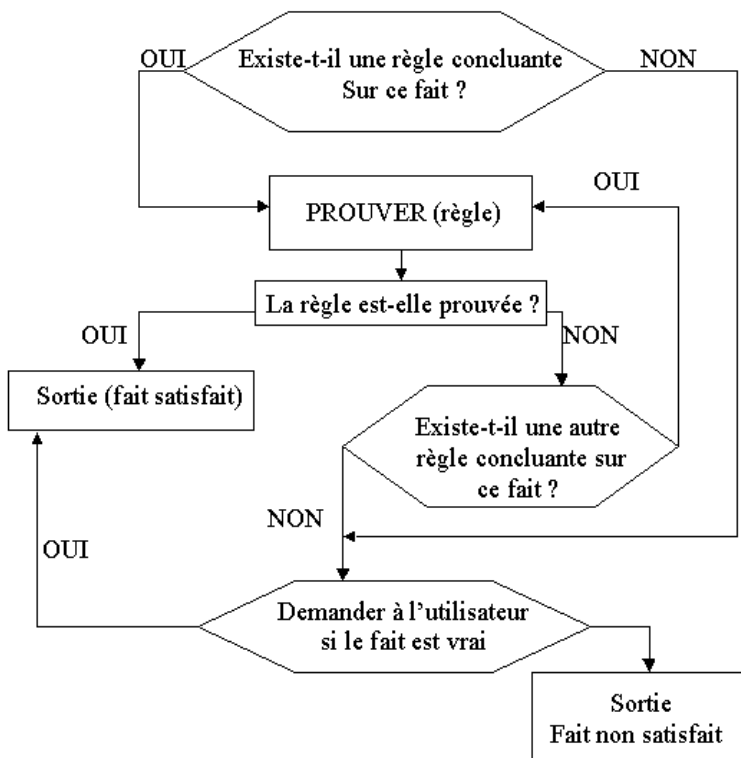 OUI
Existe-t-il une règle concluante
Sur ce fait ?
NON
OUI
PROUVER (règle)
La règle est-elle prouvée ?
OUI
NON
Sortie (fait satisfait)
Existe-t-il une autre
règle concluante sur
ce fait ?
NON
OUI
Demander à l’utilisateur
si le fait est vrai
Sortie
Fait non satisfait